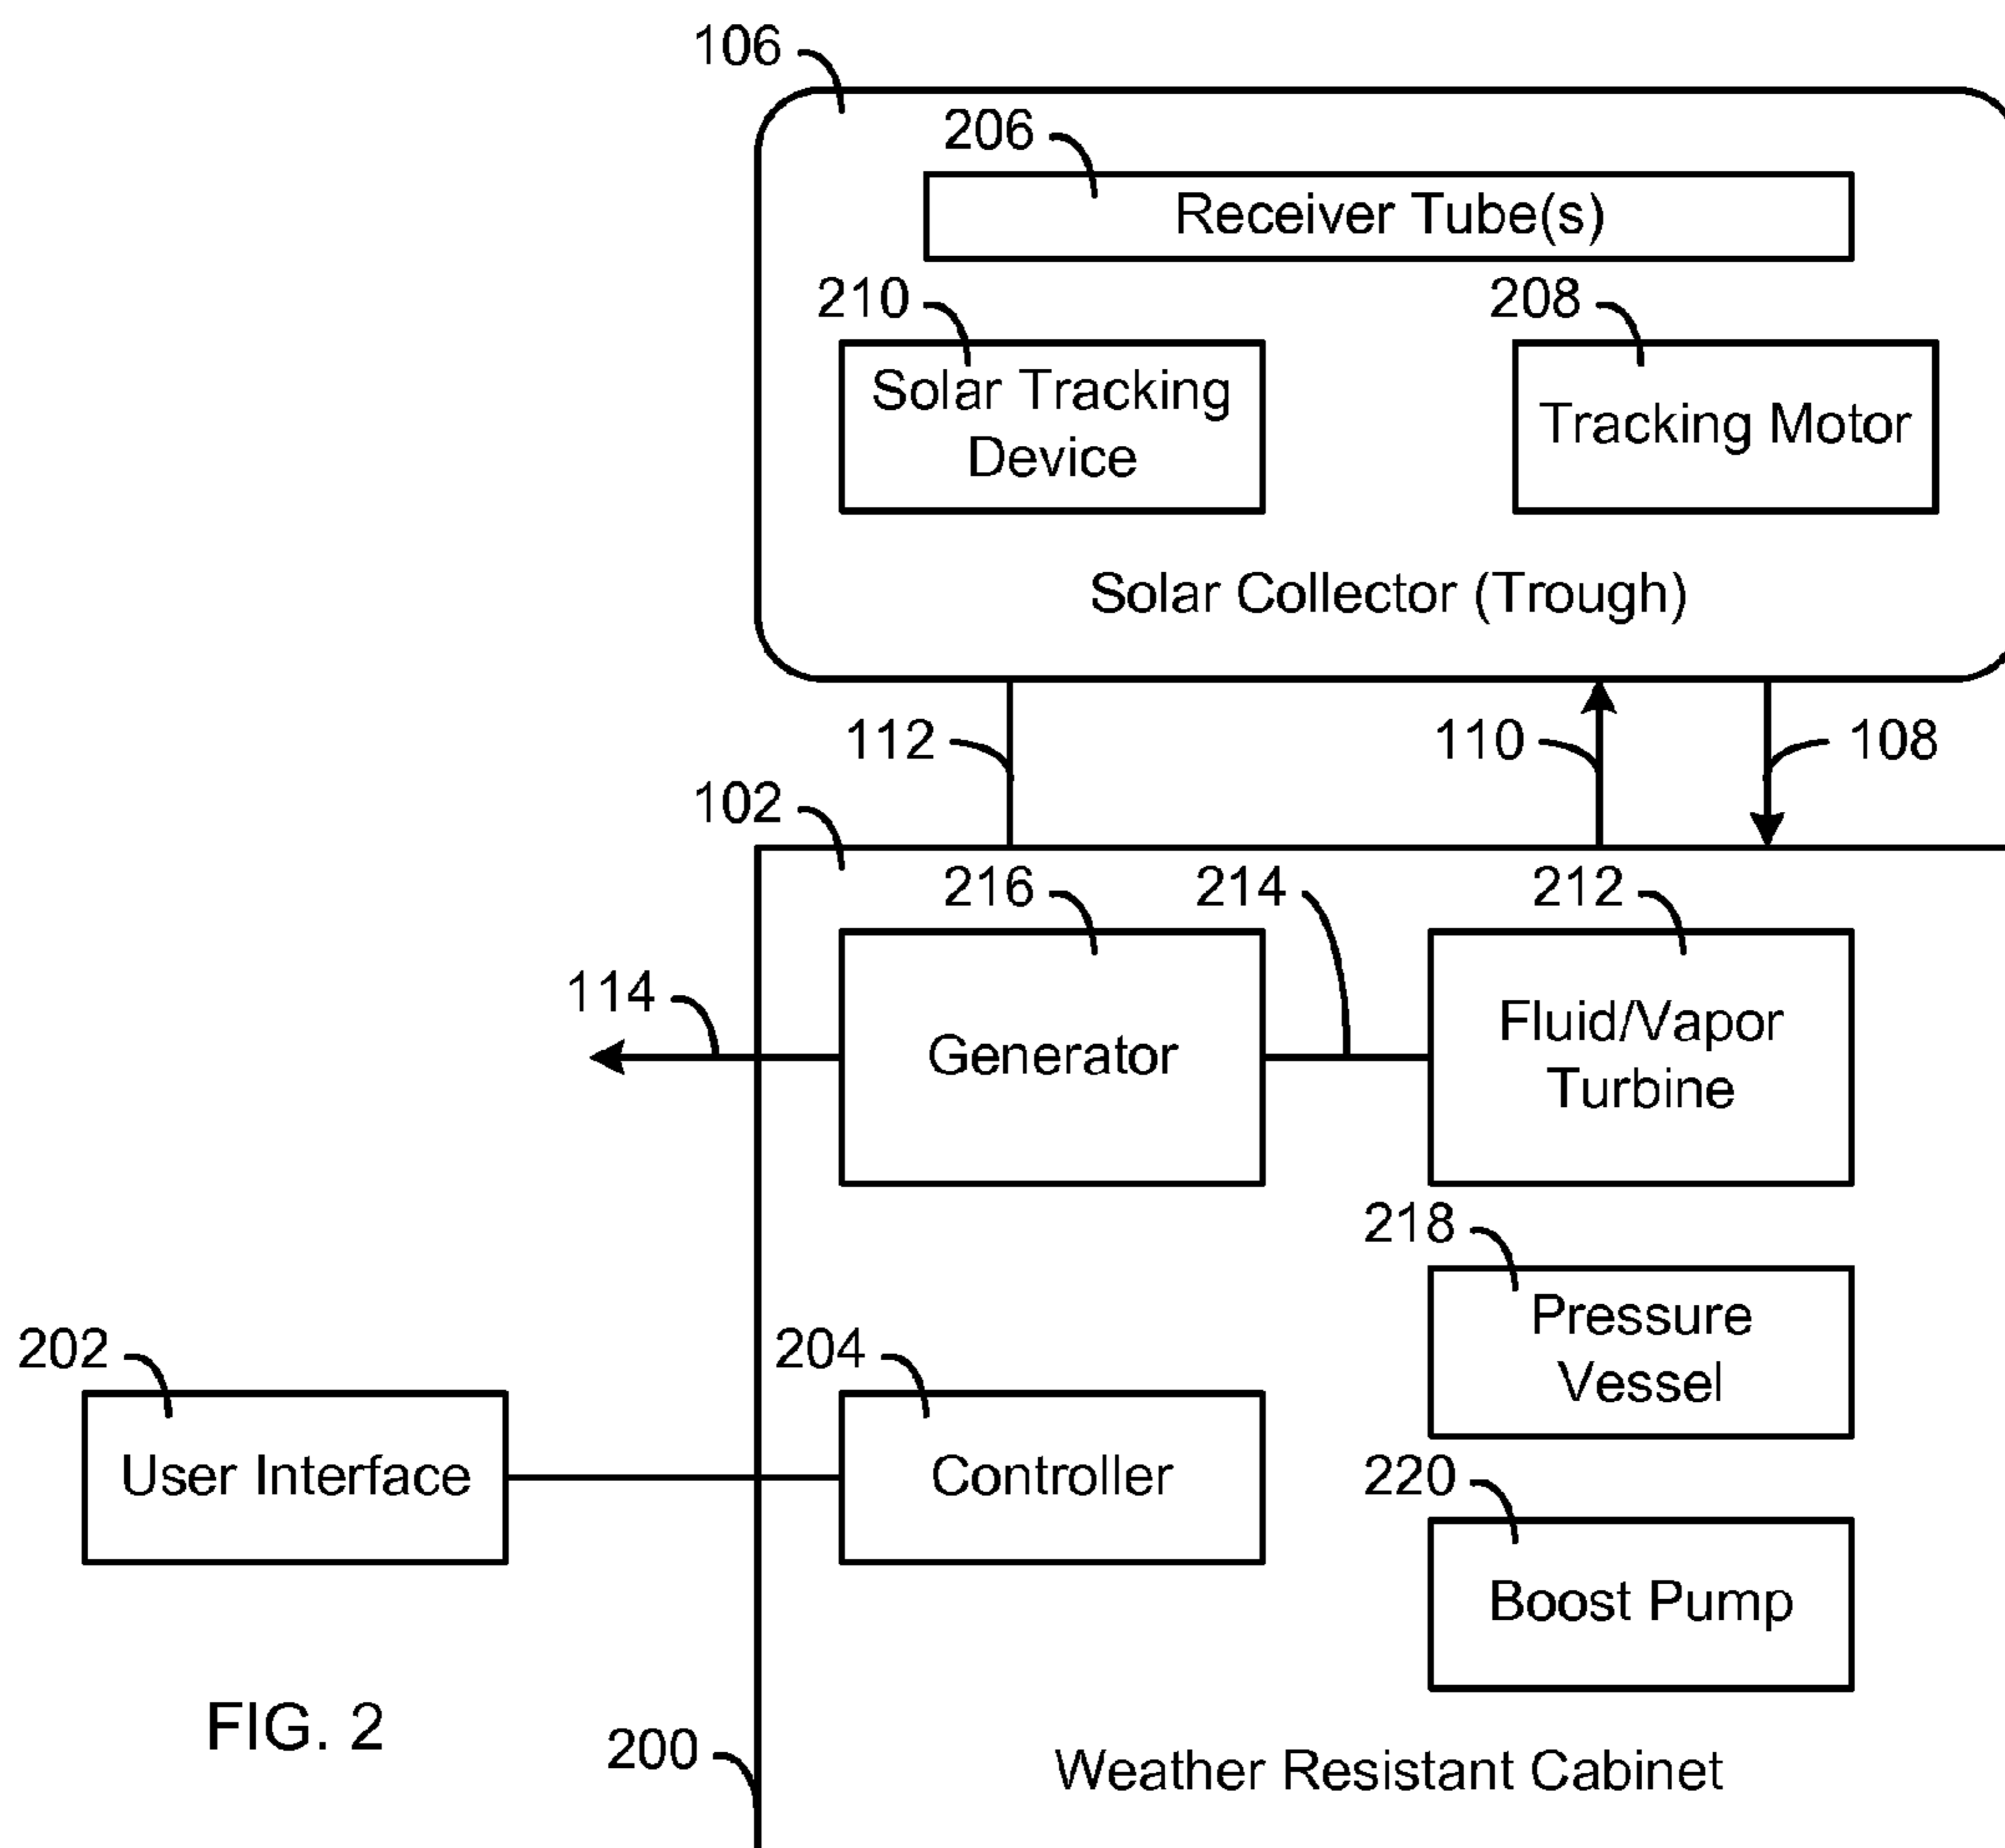 106
206
Receiver Tube(s)
210
208
Solar Tracking
Device
Tracking Motor
Solar Collector (Trough)
112
110
108
102
216
214
212
114
Generator
Fluid/Vapor
Turbine
218
Pressure
Vessel
202
204
User Interface
Controller
220
Boost Pump
FIG. 2
200
Weather Resistant Cabinet